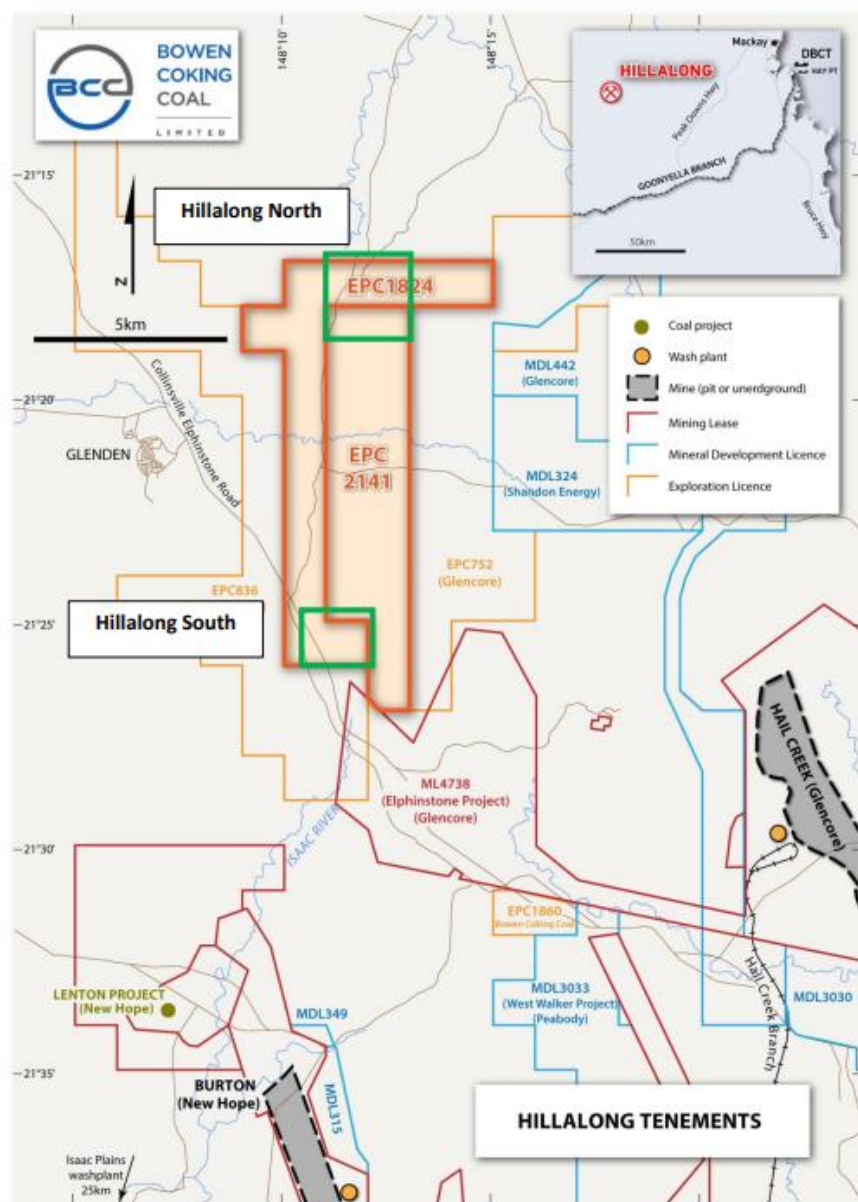 BCC
BOWEN
COKING
COAL
LIMITED
148°10'
148°15'
Mackay
DBCT
HAY PT
HILLALONG
Peak Downs Hwy
GOONYELLA BRANCH
Bruce Hwy
50km
21°15'
Hillalong North
N
EPC1824
5km
Coal project
Wash plant
Mine (pit or unerdground)
Mining Lease
Mineral Development Licence
Exploration Licence
MDL442
(Glencore)
21°20'
Collinsville Elphinstone Road
GLENDEN
EPC
2141
MDL324
(Shandon Energy)
EPC752
(Glencore)
EPC836
Hillalong South
21°25'
HAIL CREEK (Glencore)
ML4738
(Elphinstone Project)
(Glencore)
ISAAC RIVER
21°30'
EPC1860
Bowen Coking Coal
LENTON PROJECT
(New Hope)
MDL349
MDL3033
(West Walker Project)
(Peabody)
Hail Creek Branch
MDL3030
21°35'
BURTON
(New Hope)
MDL315
HILLALONG TENEMENTS
Isaac Plains
washplant
25km